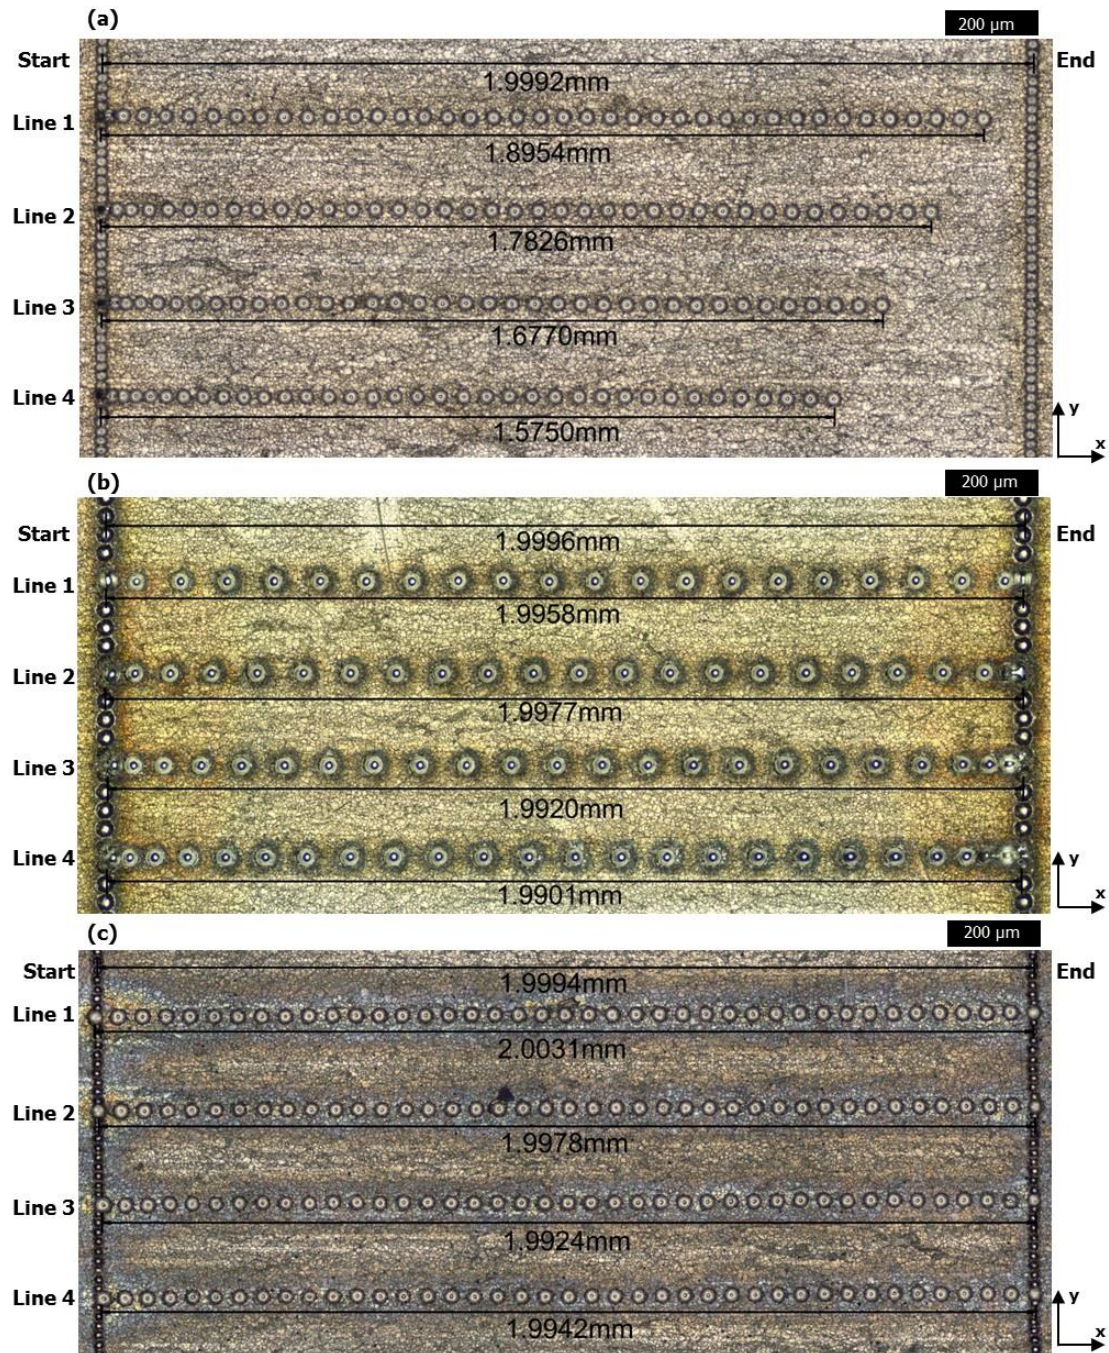 (a)
200 µm
Start
End
1.9992mm
Line 1
1.8954mm
Line 2
1.7826mm
Line 3
1.6770mm
Line 4
1.5750mm
y
x
(b)
200 µm
Start
End
1.9996mm
Line 1
1.9958mm
Line 2
1.9977mm
Line 3
1.9920mm
Line 4
1.9901mm
y
x
(c)
200 µm
Start
End
1.9994mm
Line 1
2.0031mm
Line 2
1.9978mm
Line 3
1.9924mm
Line 4
1.9942mm
y
x